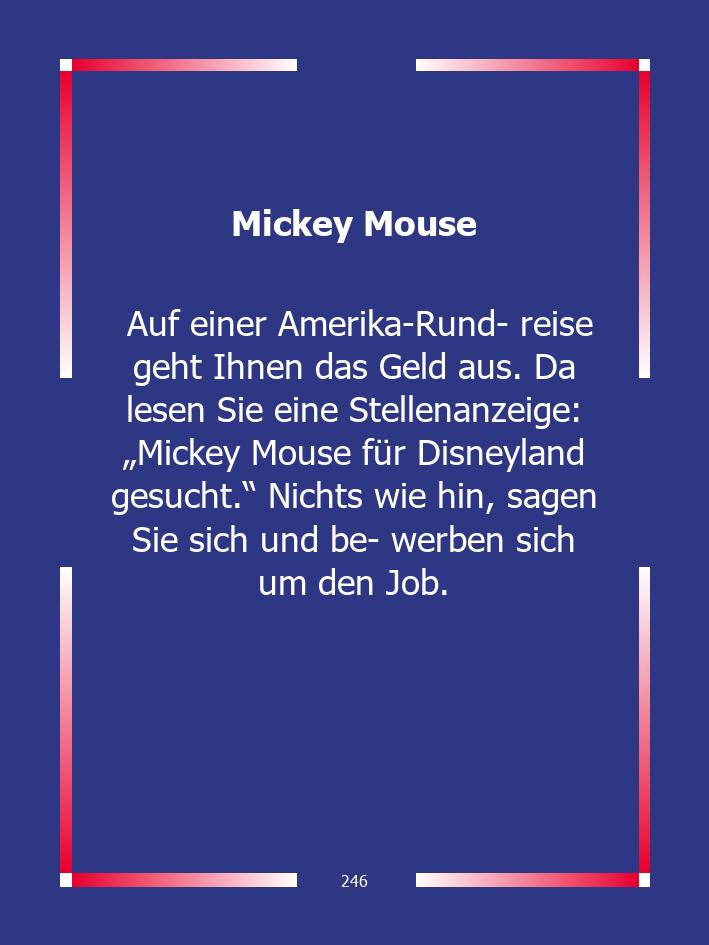 Mickey Mouse
Auf einer Amerika-Rund- reise
geht Ihnen das Geld aus. Da
lesen Sie eine Stellenanzeige:
„Mickey Mouse für Disneyland
gesucht.“ Nichts wie hin, sagen
Sie sich und be- werben sich
um den Job.
246